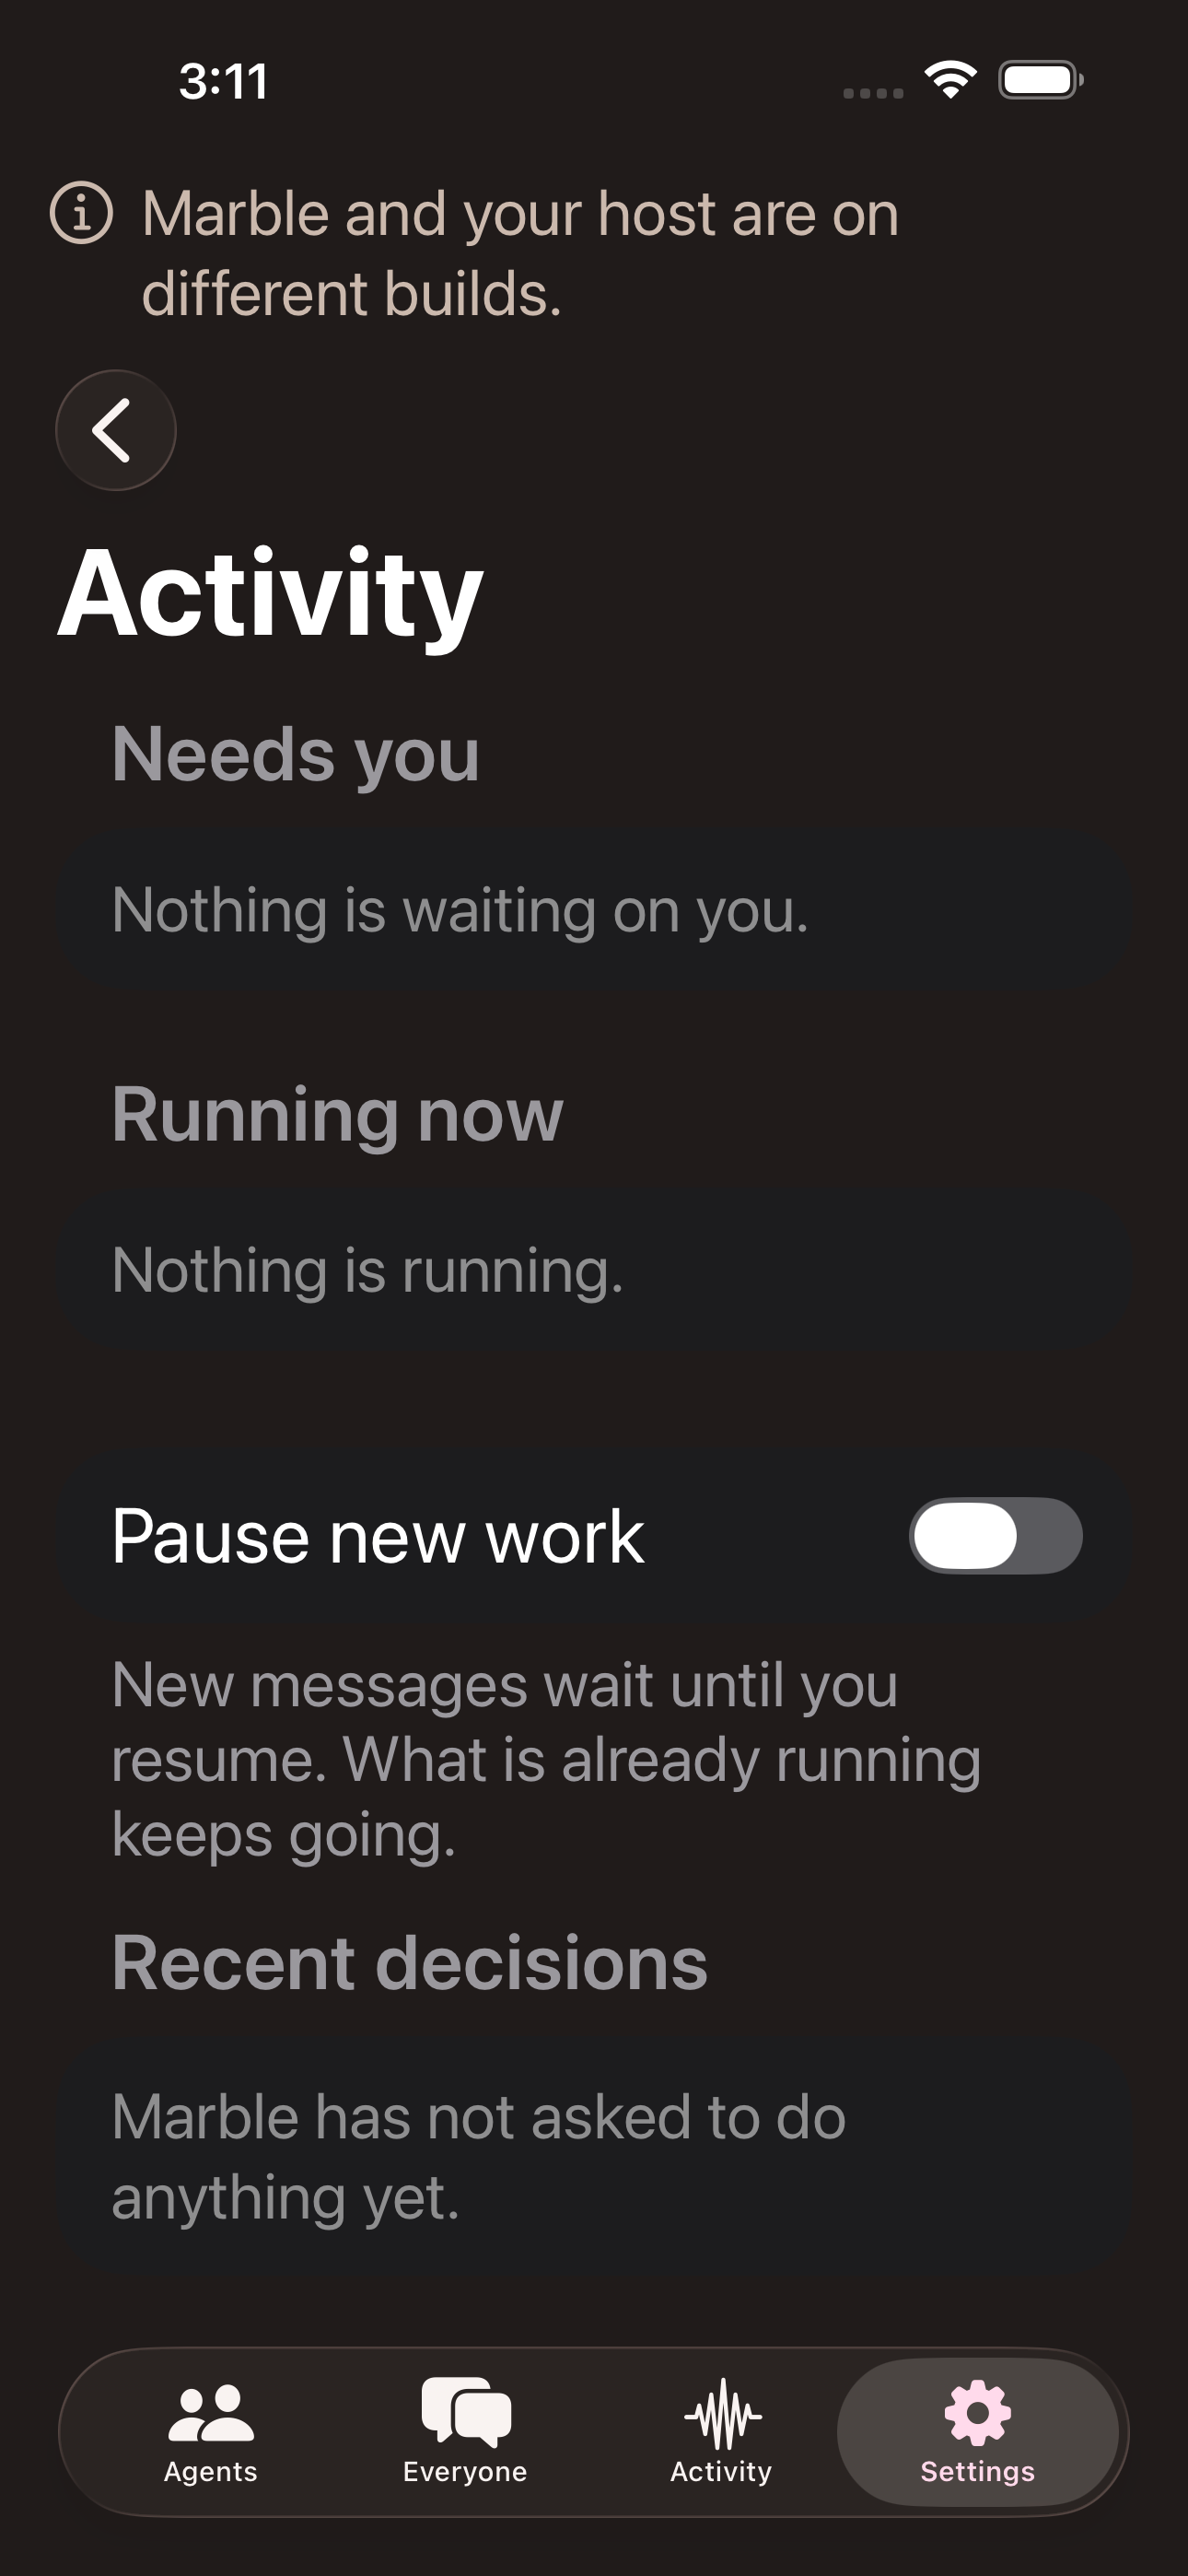 3:11
Marble and your host are on
different builds.
Activity
Needs you
Nothing is waiting on you.
Running now
Nothing is running.
Pause new work
New messages wait until you
resume. What is already running
keeps going.
Recent decisions
Marble has not asked to do
anything yet.
Agents
Everyone
Activity
Settings